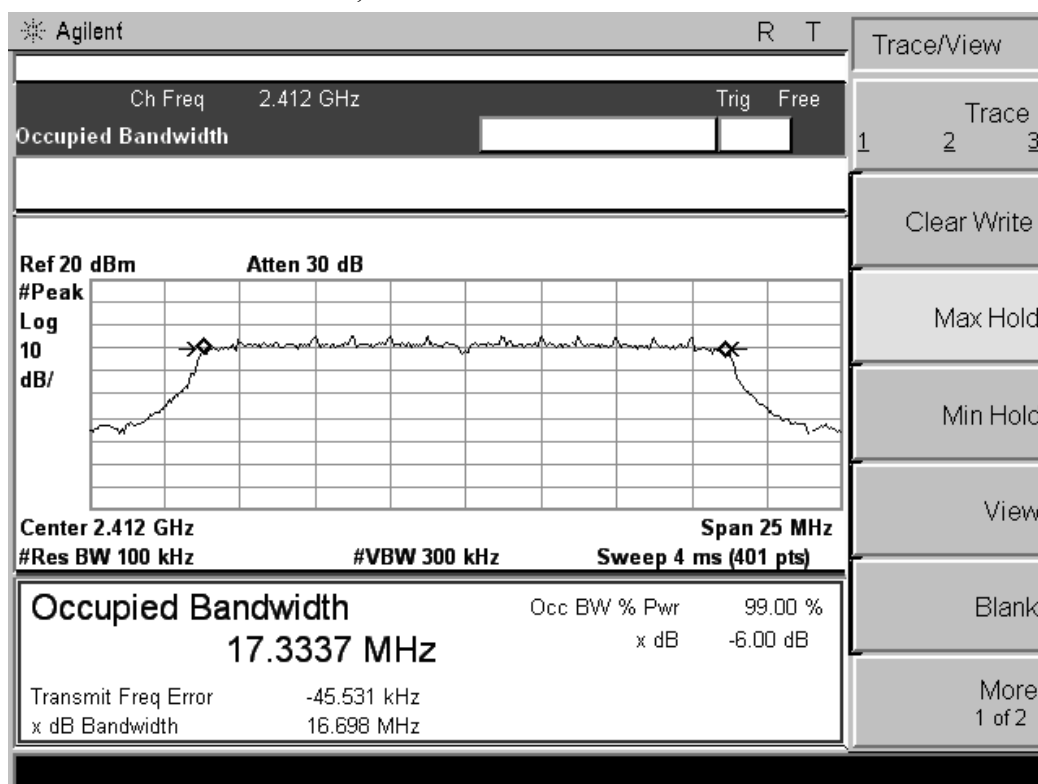 Agilent R T
Ch Freq 2.412 GHz Trig Free
Occupied Bandwidth
Ref 20 dBm Atten 30 dB
#Peak
Log
10
dB/
Center 2.412 GHz Span 25 MHz
#Res BW 100 kHz #VBW 300 kHz Sweep 4 ms (401 pts)
Occupied Bandwidth Occ BW % Pwr 99.00 %
17.3337 MHz x dB -6.00 dB
Transmit Freq Error -45.531 kHz
x dB Bandwidth 16.698 MHz
Trace/View
Trace
1 2 3
Clear Write
Max Hold
Min Hold
View
Blank
More
1 of 2